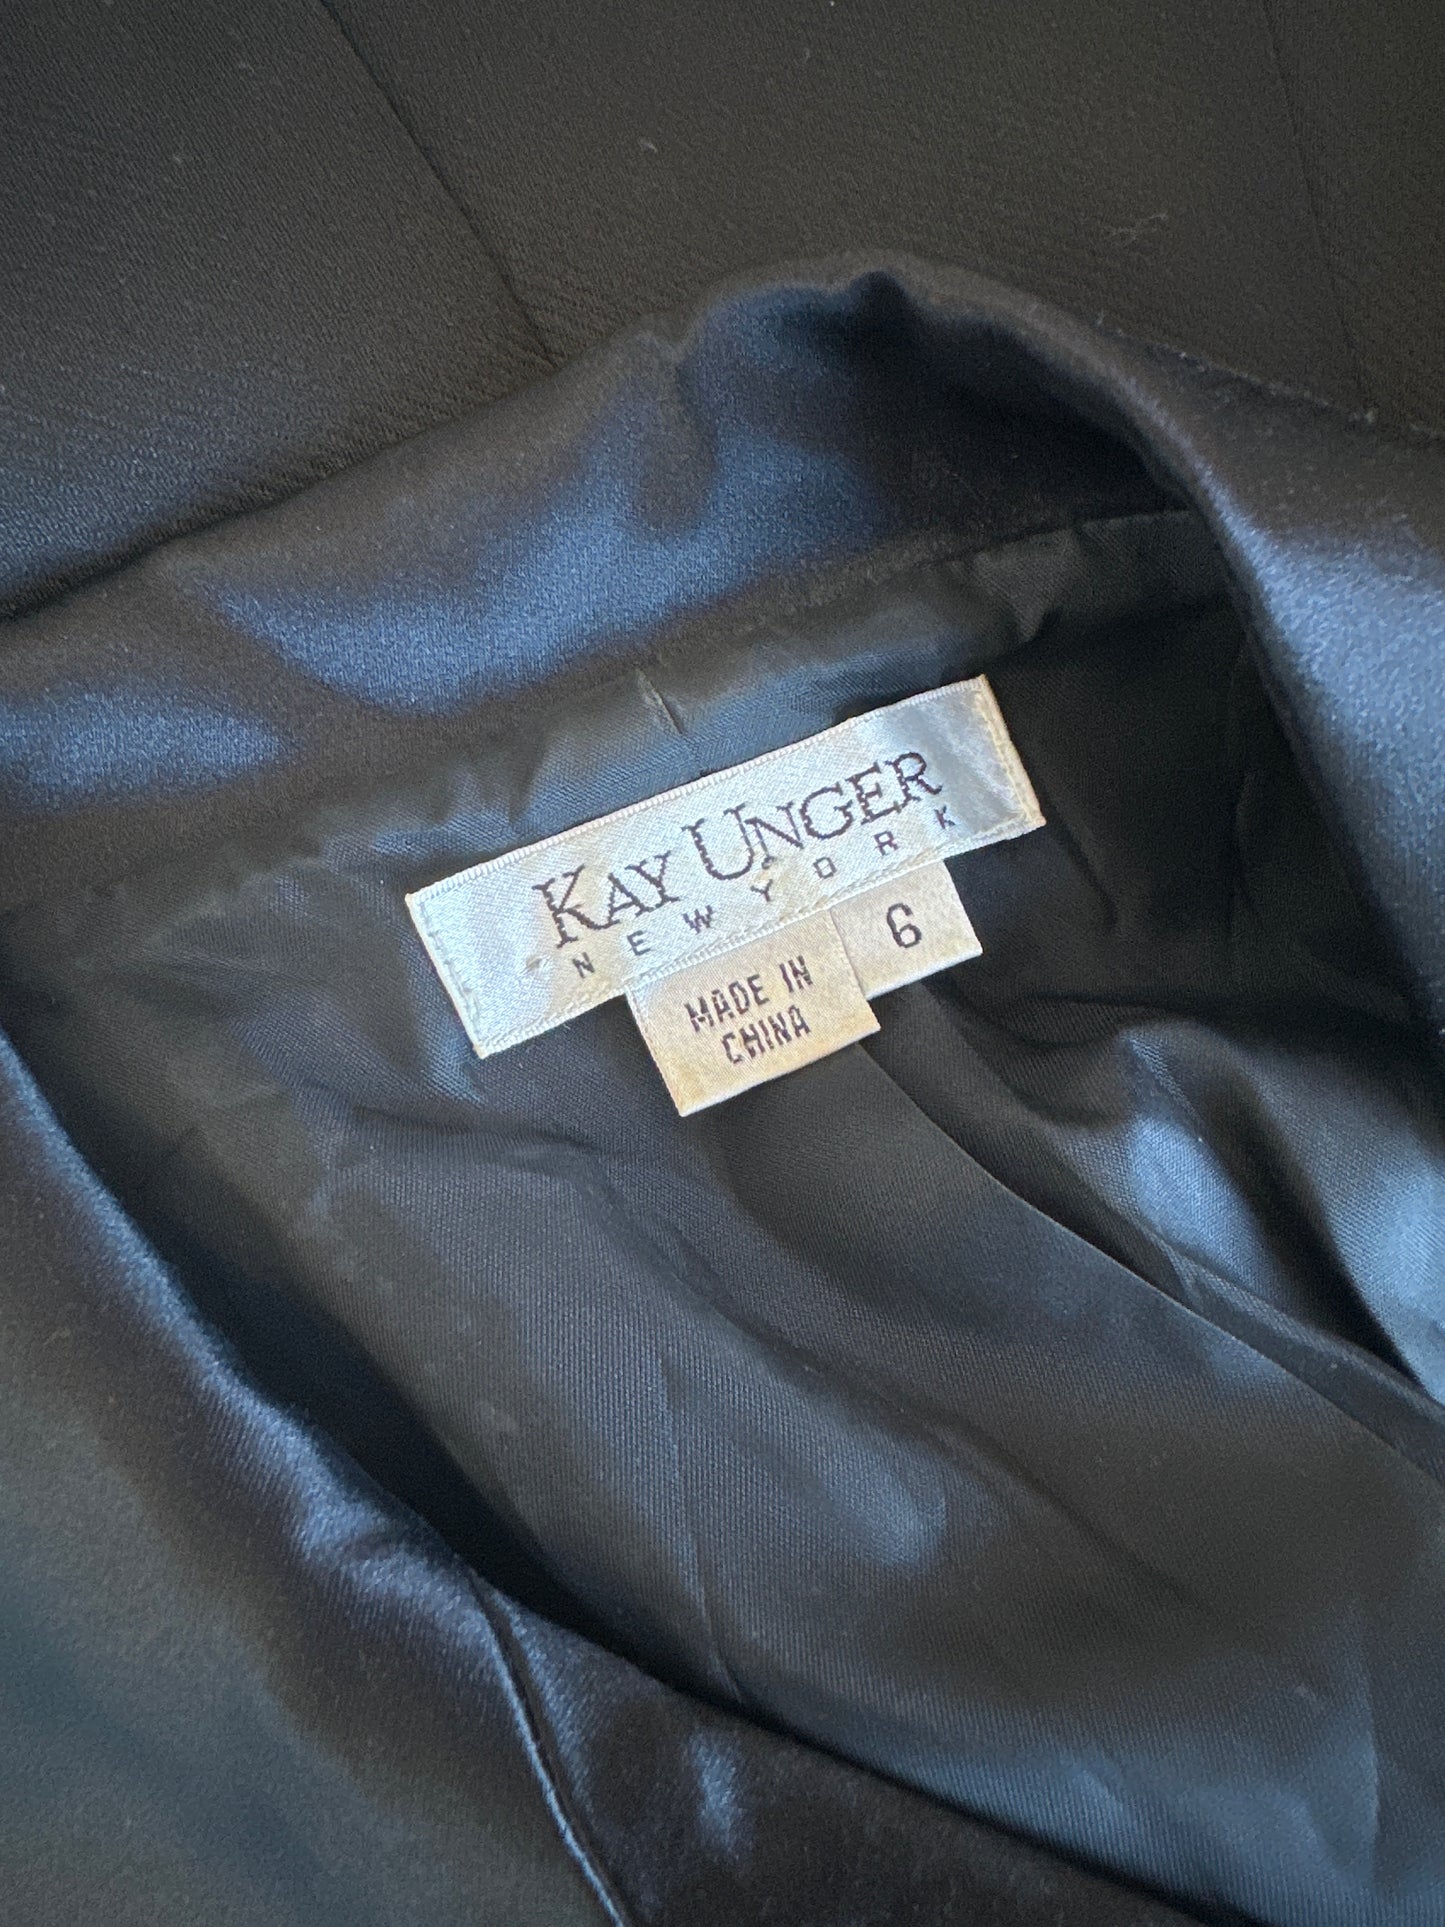 KAY UNGER
NEW YORK
6
MADE IN
CHINA